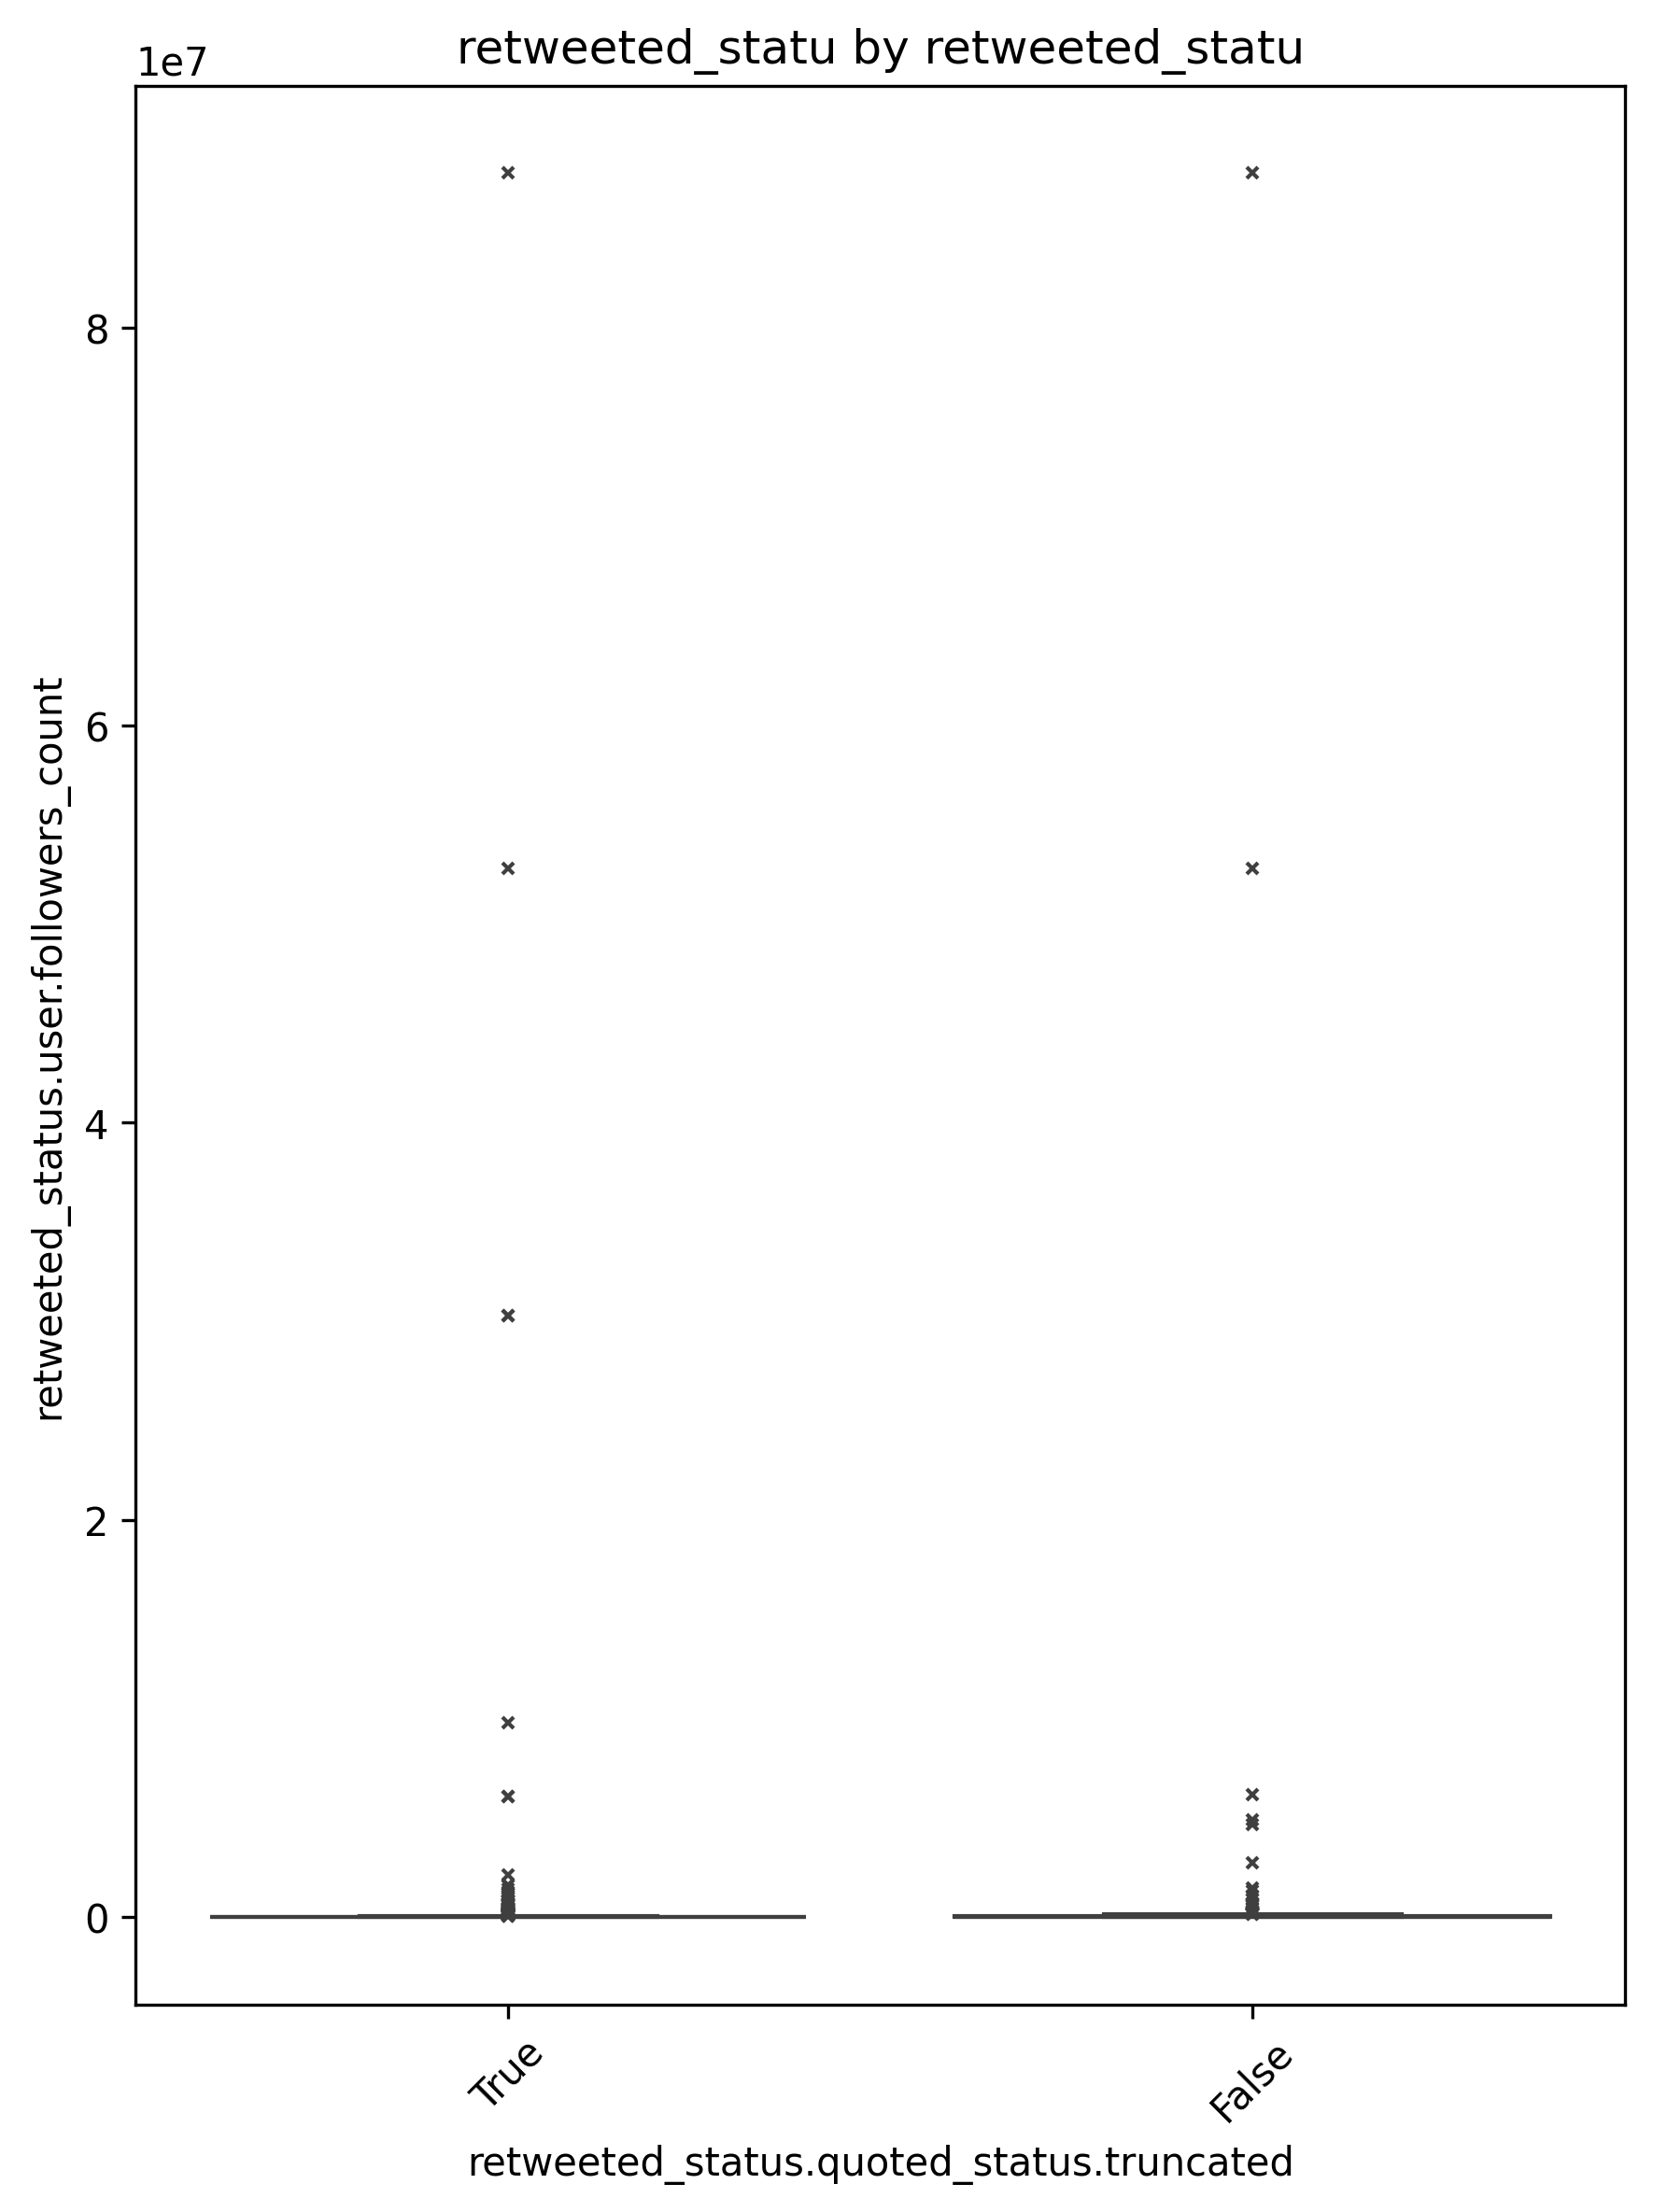 retweeted_statu by retweeted_statu
1e7
8
6
4
2
0
retweeted_status.user.followers_count
True
False
retweeted_status.quoted_status.truncated